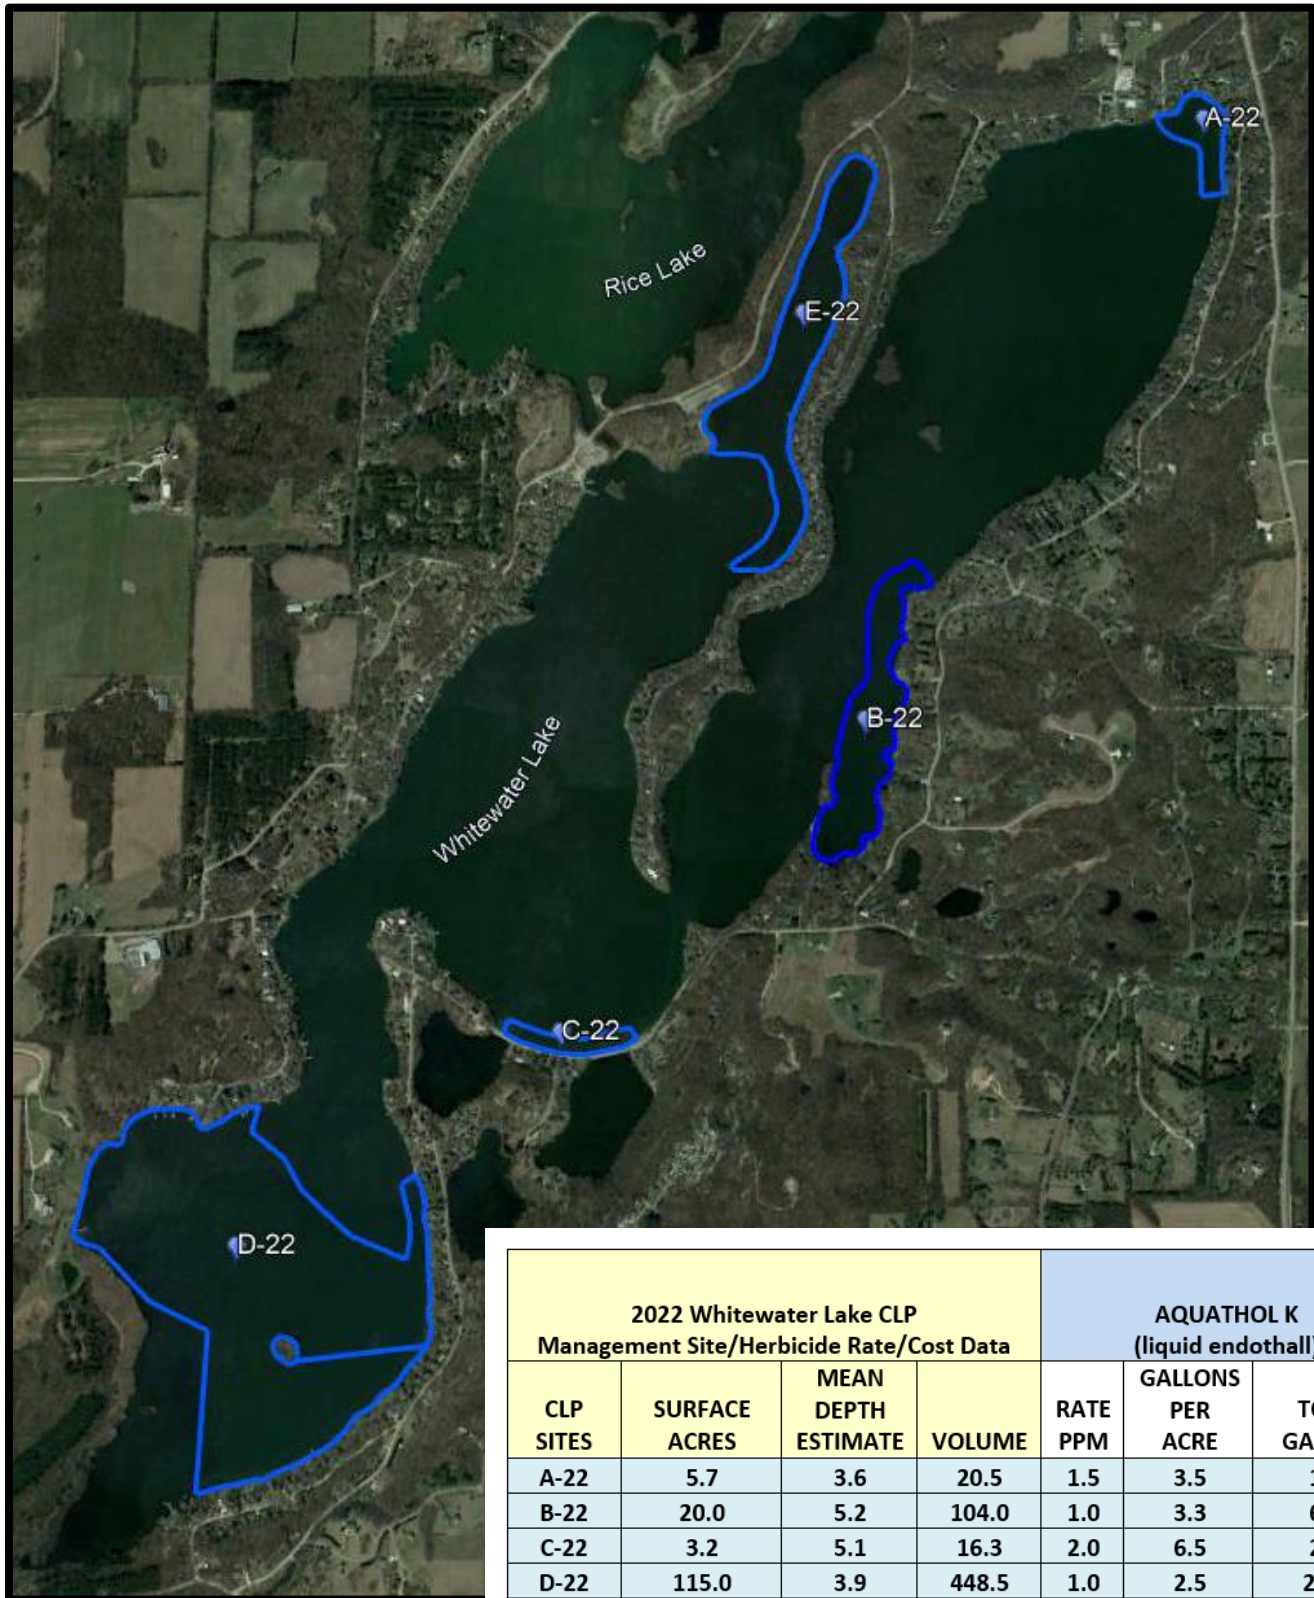 A-22
Rice Lake
E-22
B-22
Whitewater Lake
C-22
D-22
2022 Whitewater Lake CLP
Management Site/Herbicide Rate/Cost Data
AQUATHOL K
(liquid endothall)
CLP SITES SURFACE ACRES MEAN DEPTH ESTIMATE VOLUME RATE PPM GALLONS PER ACRE
A-22 5.7 3.6 20.5 1.5 3.5
B-22 20.0 5.2 104.0 1.0 3.3
C-22 3.2 5.1 16.3 2.0 6.5
D-22 115.0 3.9 448.5 1.0 2.5